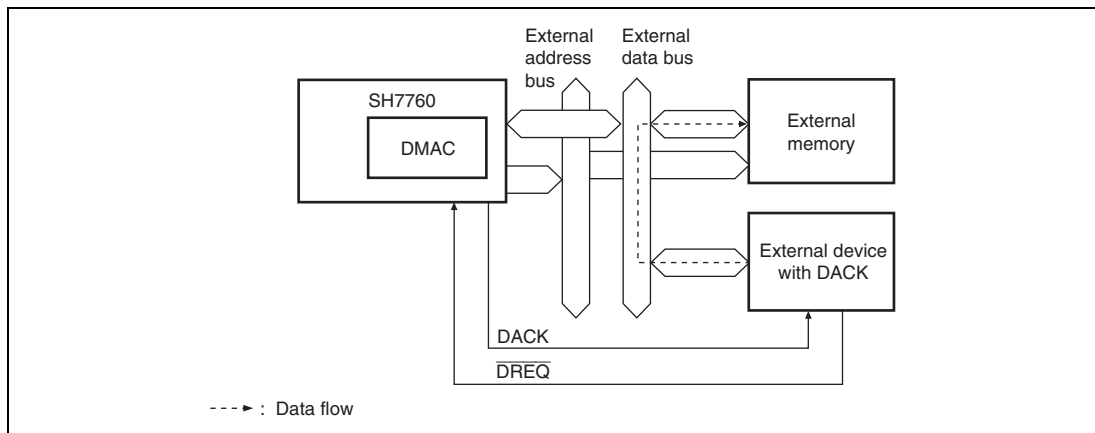 External
address
bus
External
data bus
SH7760
DMAC
External
memory
External device
with DACK
DACK
DREQ
: Data flow